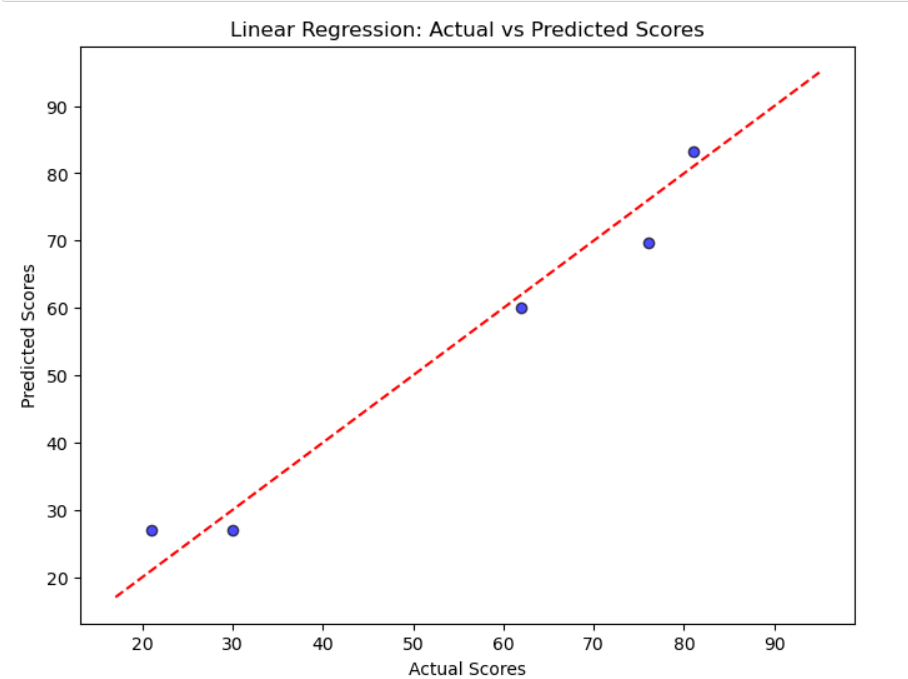 Linear Regression: Actual vs Predicted Scores
Predicted Scores
90
80
70
60
50
40
30
20
20 30 40 50 60 70 80 90
Actual Scores